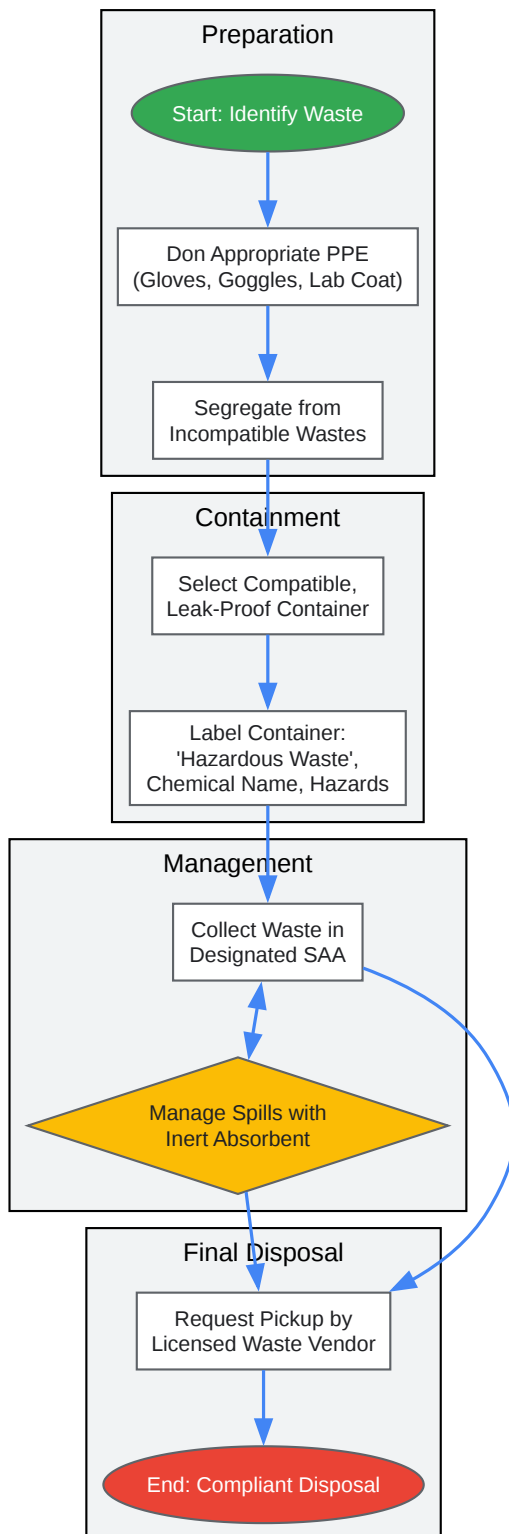 Preparation
Start: Identify Waste
Don Appropriate PPE
(Gloves, Goggles, Lab Coat)
Segregate from
Incompatible Wastes
Containment
Select Compatible,
Leak-Proof Container
Label Container:
'Hazardous Waste',
Chemical Name, Hazards
Management
Collect Waste in
Designated SAA
Manage Spills with
Inert Absorbent
Final Disposal
Request Pickup by
Licensed Waste Vendor
End: Compliant Disposal